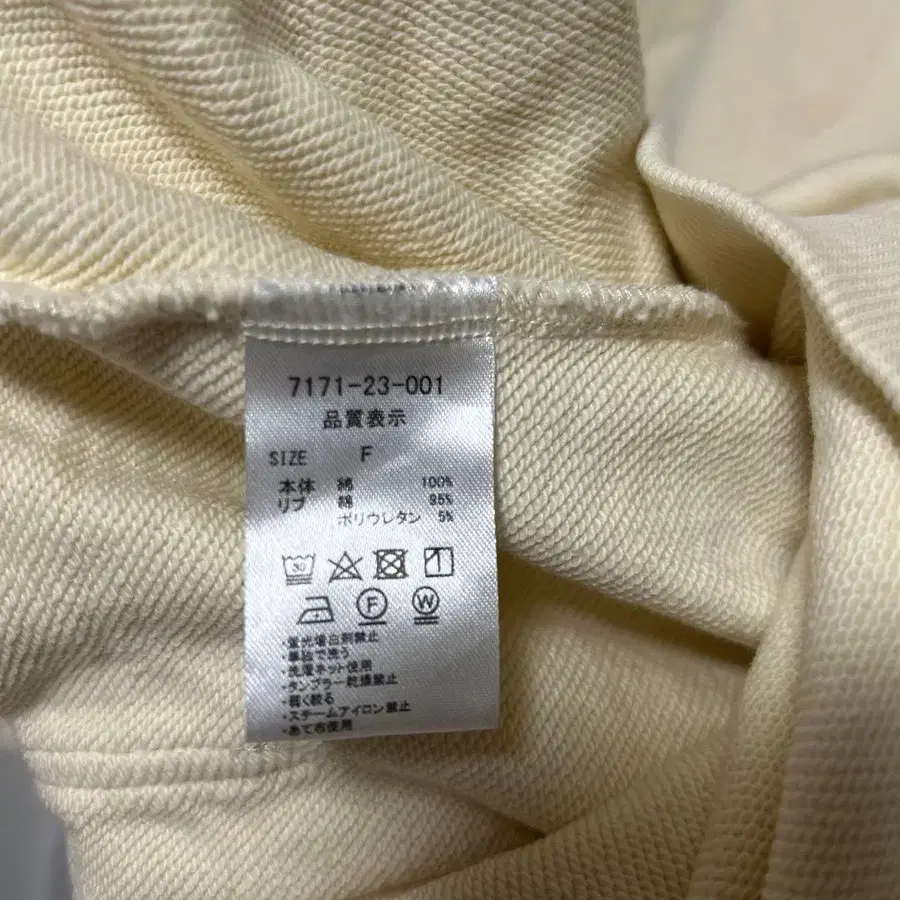 7171-23-001
品質表示
SIZE F
本体 綿 100%
リブ 綿 95%
ポリウレタン 5%
30
F W
・蛍光増白剤禁止
・単独で洗う
・洗濯ネット使用
・タンブラー乾燥禁止
・軽く絞る
・スチームアイロン禁止
・あて布使用